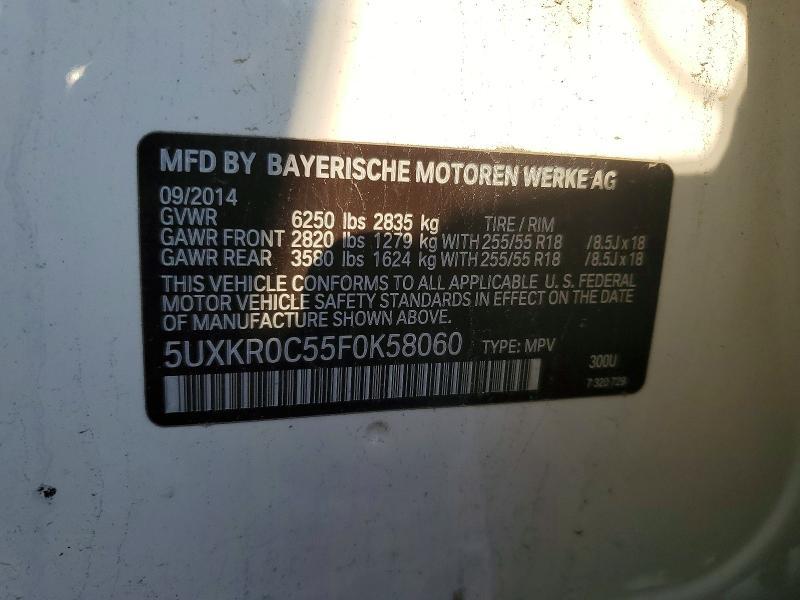 MFD BY BAYERISCHE MOTOREN WERKE AG
09/2014
GVWR 6250 lbs 2835 kg TIRE / RIM
GAWR FRONT 2820 lbs 1279 kg WITH 255/55 R18 / 8.5J x 18
GAWR REAR 3580 lbs 1624 kg WITH 255/55 R18 / 8.5J x 18
THIS VEHICLE CONFORMS TO ALL APPLICABLE U. S. FEDERAL
MOTOR VEHICLE SAFETY STANDARDS IN EFFECT ON THE DATE
OF MANUFACTURE SHOWN ABOVE.
5UXKR0C55F0K58060 TYPE: MPV 300U
7 320 729